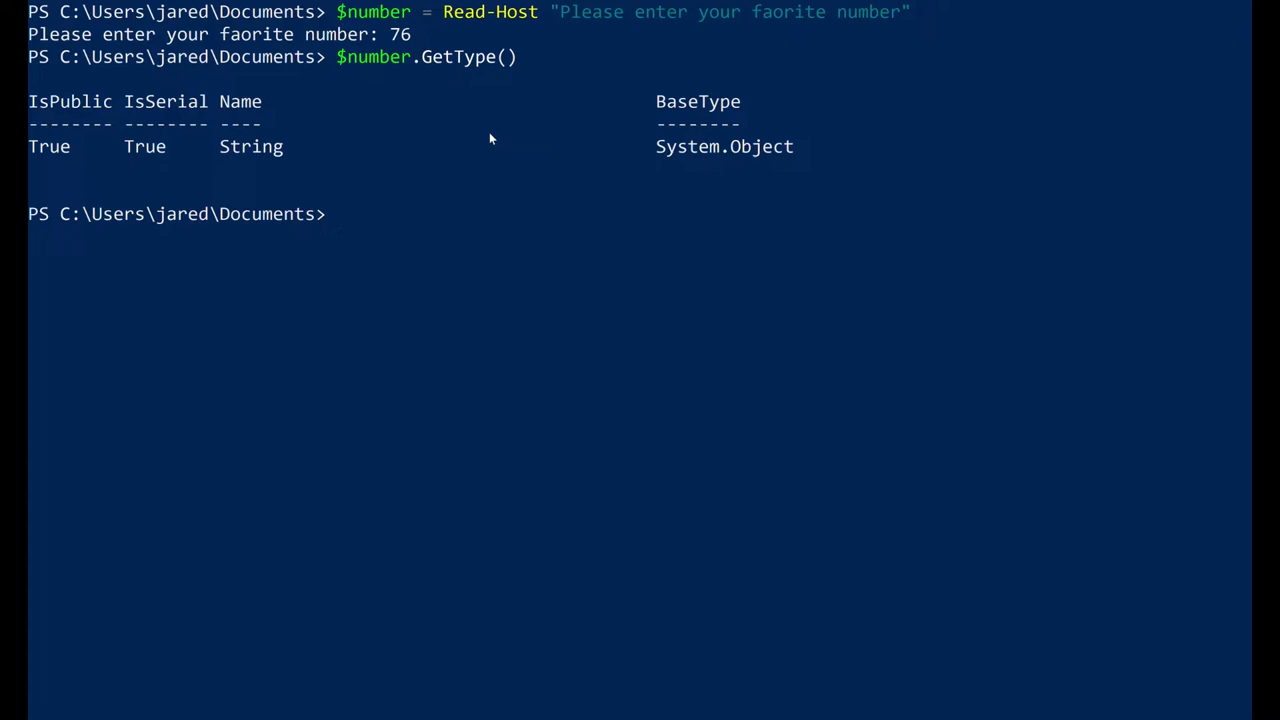 PS C:\Users\jared\Documents> $number = Read-Host "Please enter your faorite number"
Please enter your faorite number: 76
PS C:\Users\jared\Documents> $number.GetType()
IsPublic IsSerial Name                                     BaseType
-------- -------- ----                                     --------
True     True     String                                   System.Object
PS C:\Users\jared\Documents>